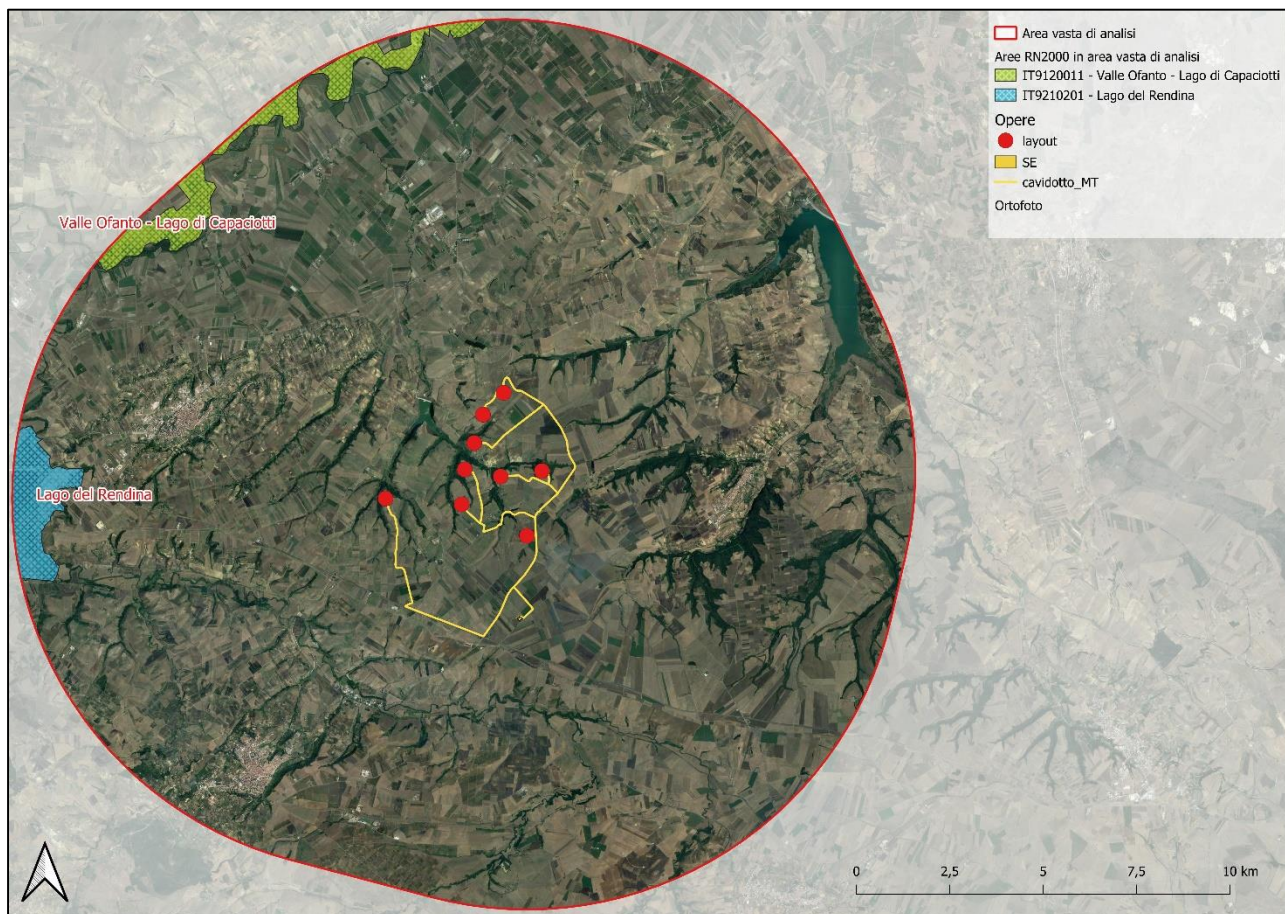 Area vasta di analisi
Aree RN2000 in area vasta di analisi
IT9120011 - Valle Ofanto - Lago di Capaciotti
IT9210201 - Lago del Rendina
Opere
layout
SE
cavidotto_MT
Ortofoto
Valle Ofanto - Lago di Capaciotti
Lago del Rendina
0 2,5 5 7,5 10 km